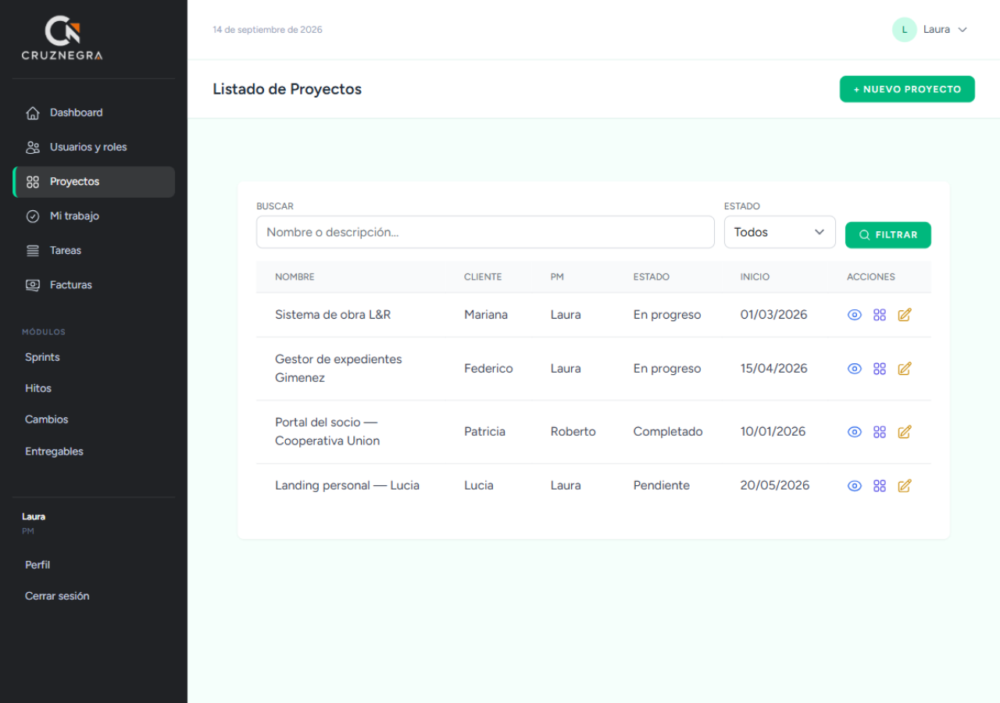 CRUZNEGRA
Dashboard
Usuarios y roles
Proyectos
Mi trabajo
Tareas
Facturas
MÓDULOS
Sprints
Hitos
Cambios
Entregables
Laura
PM
Perfil
Cerrar sesión
14 de septiembre de 2026
L Laura
Listado de Proyectos
+ NUEVO PROYECTO
BUSCAR ESTADO
Nombre o descripción... Todos FILTRAR
NOMBRE CLIENTE PM ESTADO INICIO ACCIONES
Sistema de obra L&R Mariana Laura En progreso 01/03/2026
Gestor de expedientes
Gimenez Federico Laura En progreso 15/04/2026
Portal del socio —
Cooperativa Union Patricia Roberto Completado 10/01/2026
Landing personal — Lucia Lucia Laura Pendiente 20/05/2026